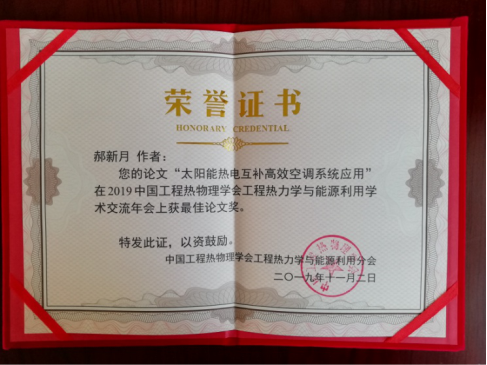 荣誉证书
HONORARY CREDENTIAL
郝新月 作者：
您的论文“太阳能热电互补高效空调系统应用”
在2019中国工程热物理学会工程热力学与能源利用学
术交流年会上获最佳论文奖。
特发此证，以资鼓励。
中国工程热物理学会工程热力学与能源利用分会
二〇一九年十一月二日